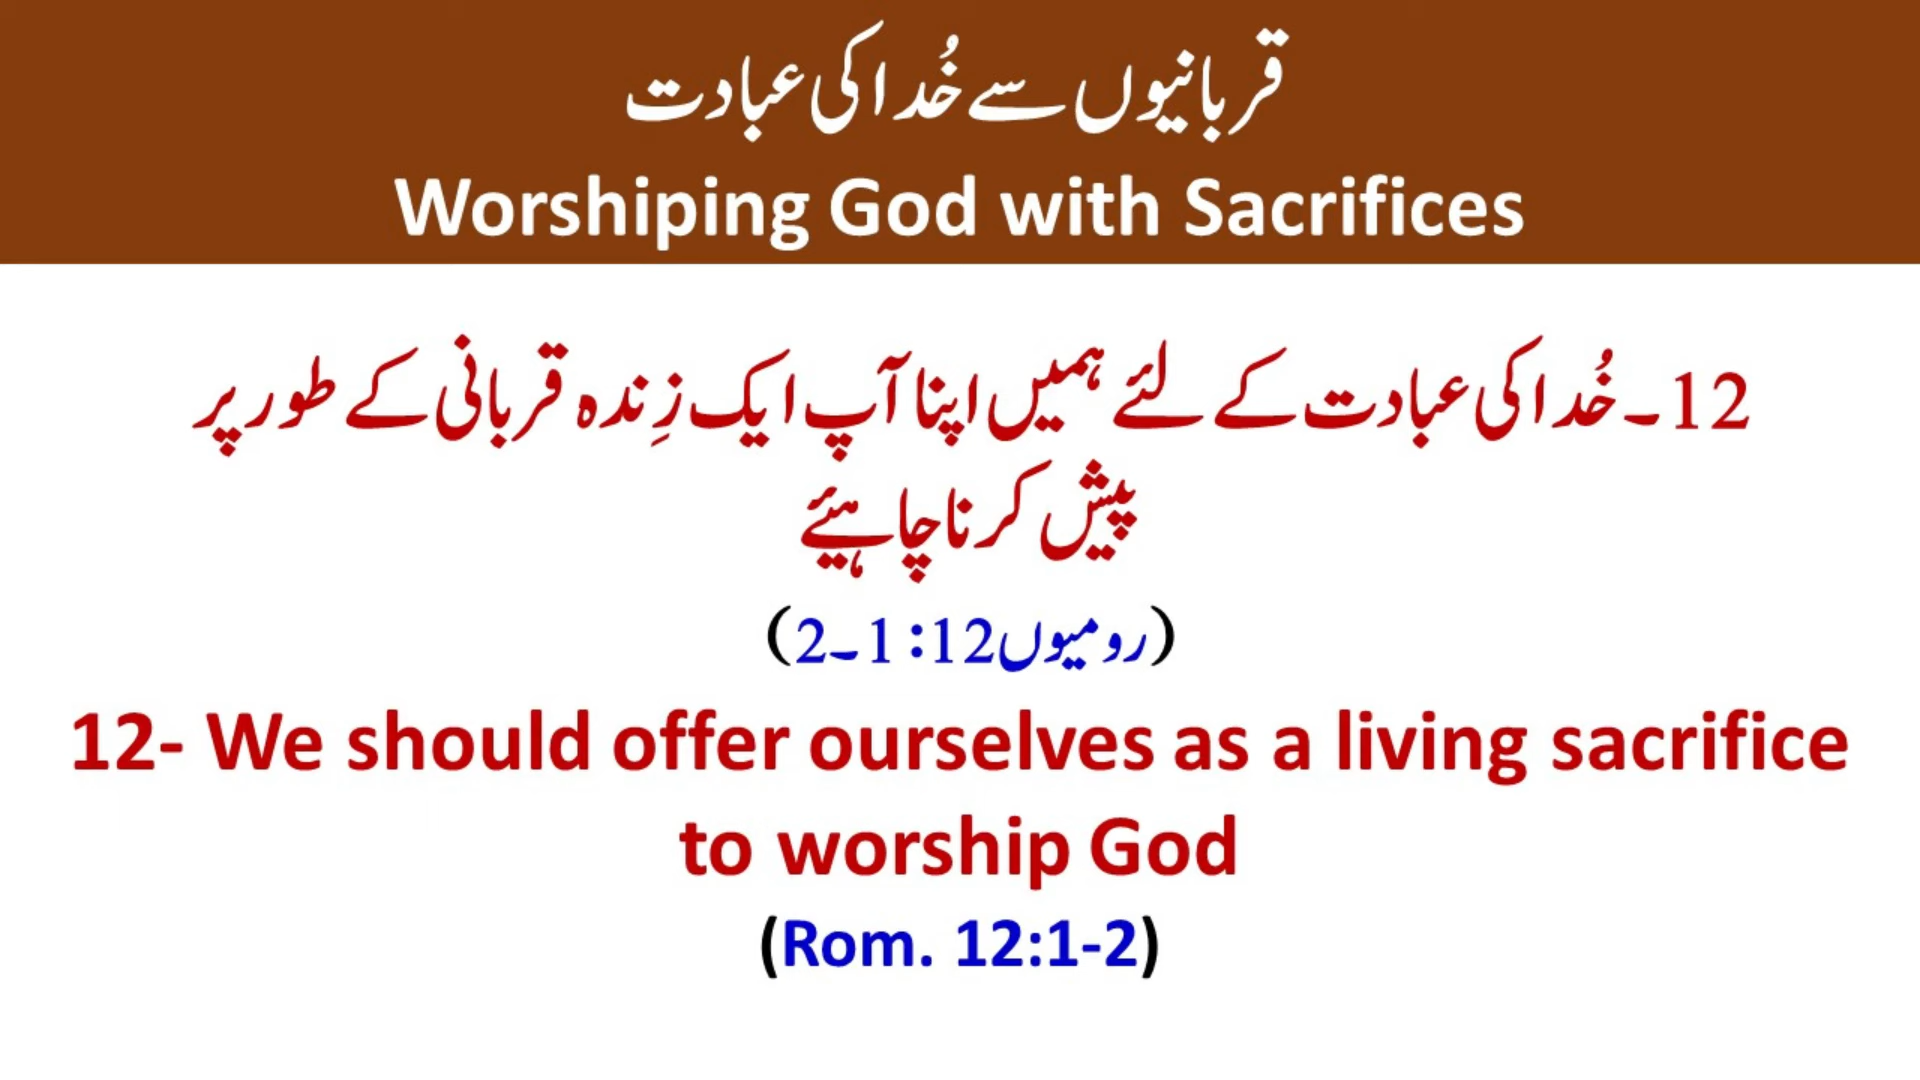 قربانیوں سے خُدا کی عبادت
Worshiping God with Sacrifices
12۔ خُدا کی عبادت کے لئے ہمیں اپنا آپ ایک زِندہ قربانی کے طور پر
پیش کرنا چاہیئے
(رومیوں 12: 1۔2)
12- We should offer ourselves as a living sacrifice
to worship God
(Rom. 12:1-2)